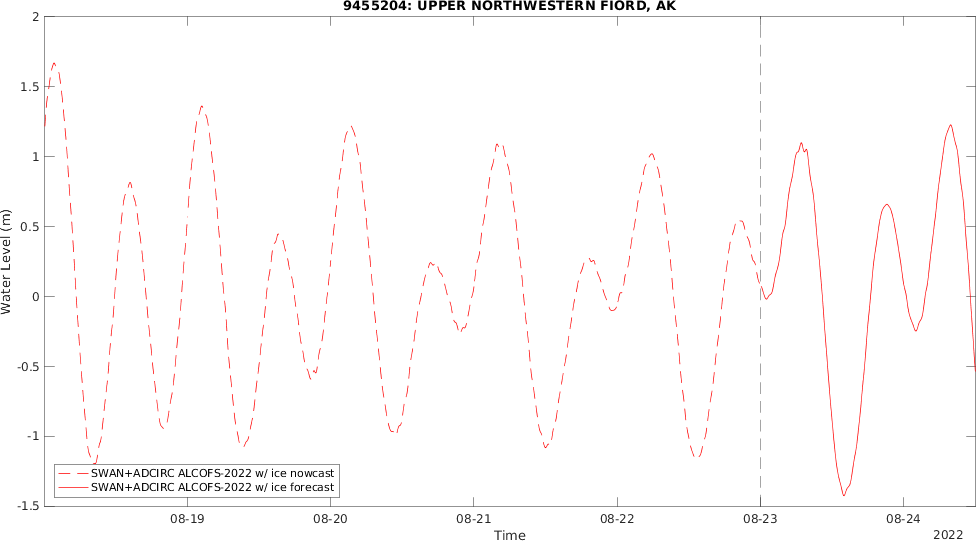 9455204: UPPER NORTHWESTERN FIORD, AK
2
1.5
1
0.5
0
-0.5
-1
-1.5
Water Level (m)
SWAN+ADCIRC ALCOFS-2022 w/ ice nowcast
SWAN+ADCIRC ALCOFS-2022 w/ ice forecast
08-19 08-20 08-21 08-22 08-23 08-24
Time
2022